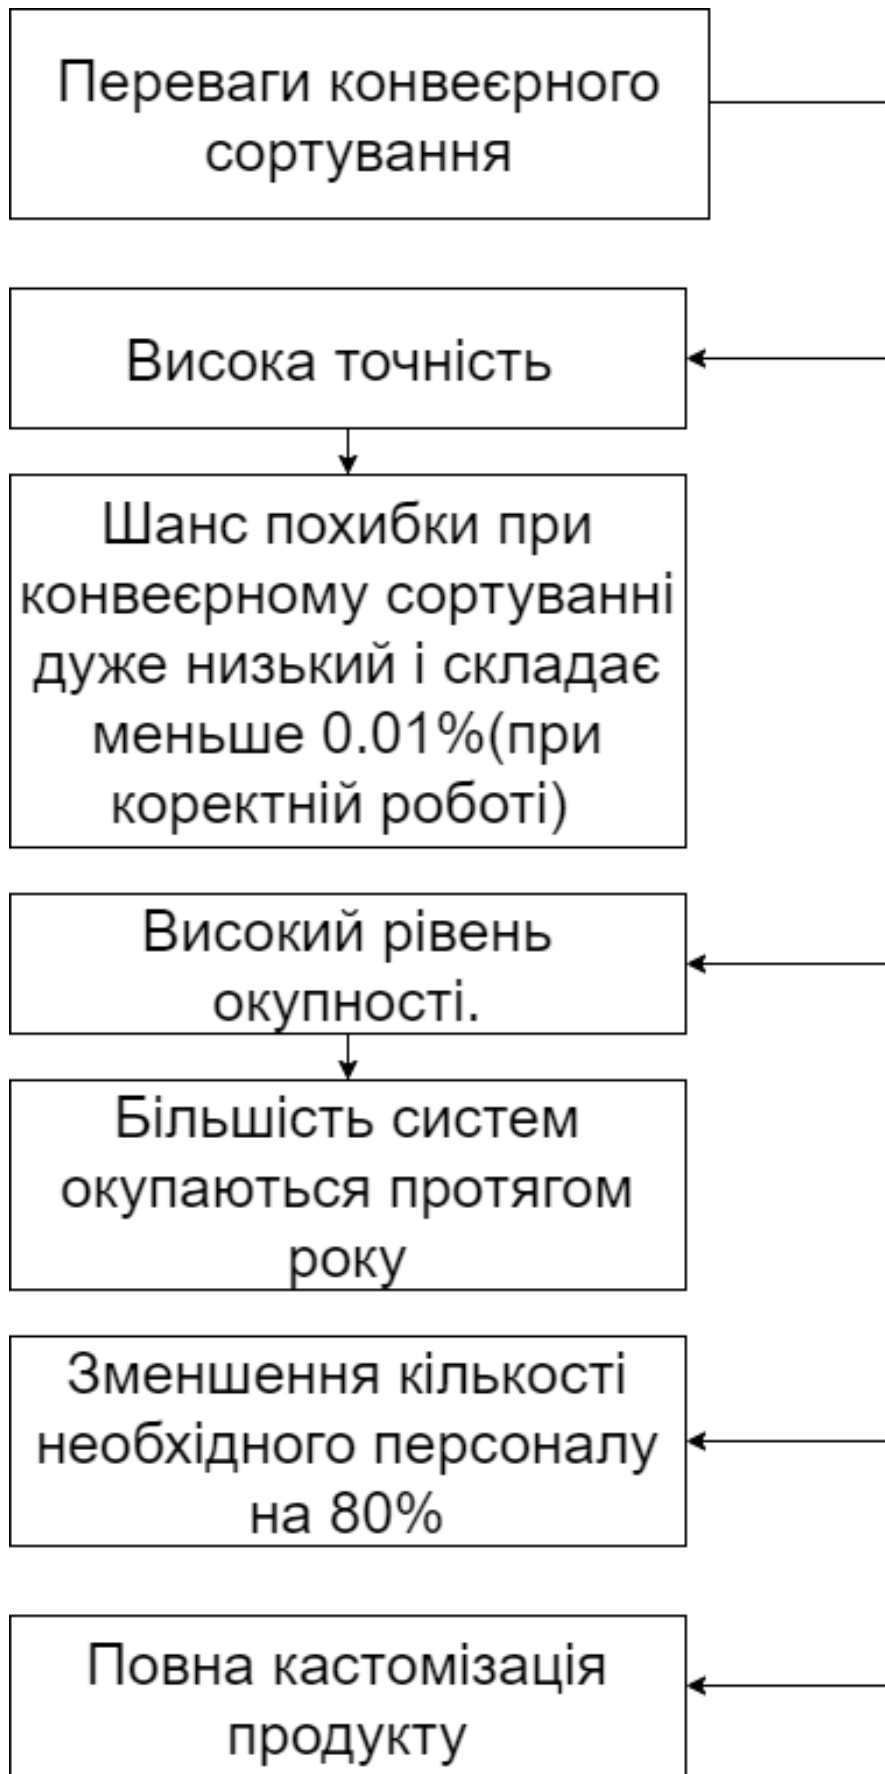 Переваги конвеєрного
сортування
Висока точність
Шанс похибки при
конвеєрному сортуванні
дуже низький і складає
меньше 0.01%(при
коректній роботі)
Високий рівень
окупності.
Більшість систем
окупаються протягом
року
Зменшення кількості
необхідного персоналу
на 80%
Повна кастомізація
продукту